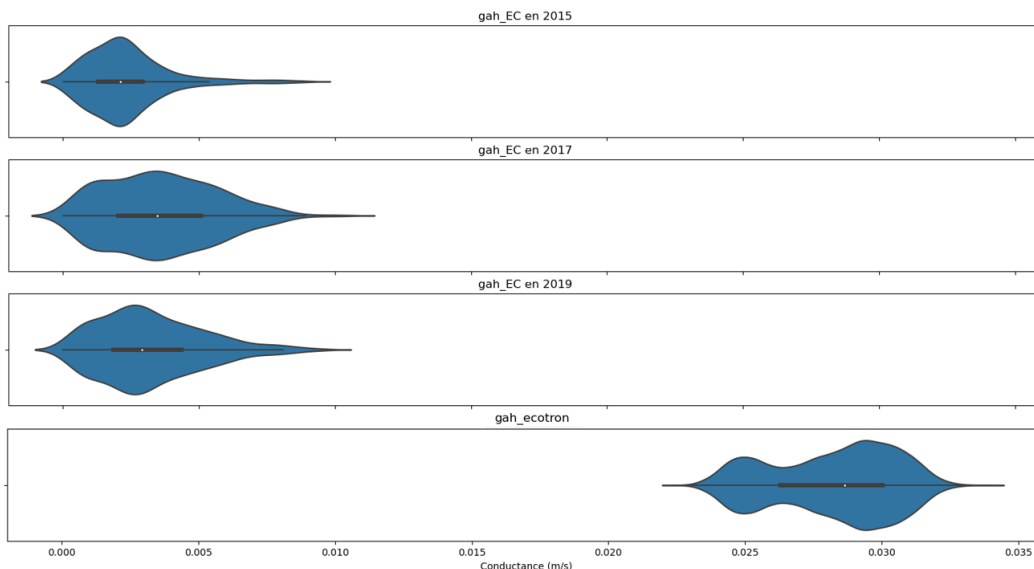 gah_EC en 2015
gah_EC en 2017
gah_EC en 2019
gah_ecotron
0.000 0.005 0.010 0.015 0.020 0.025 0.030 0.035
Conductance (m/s)